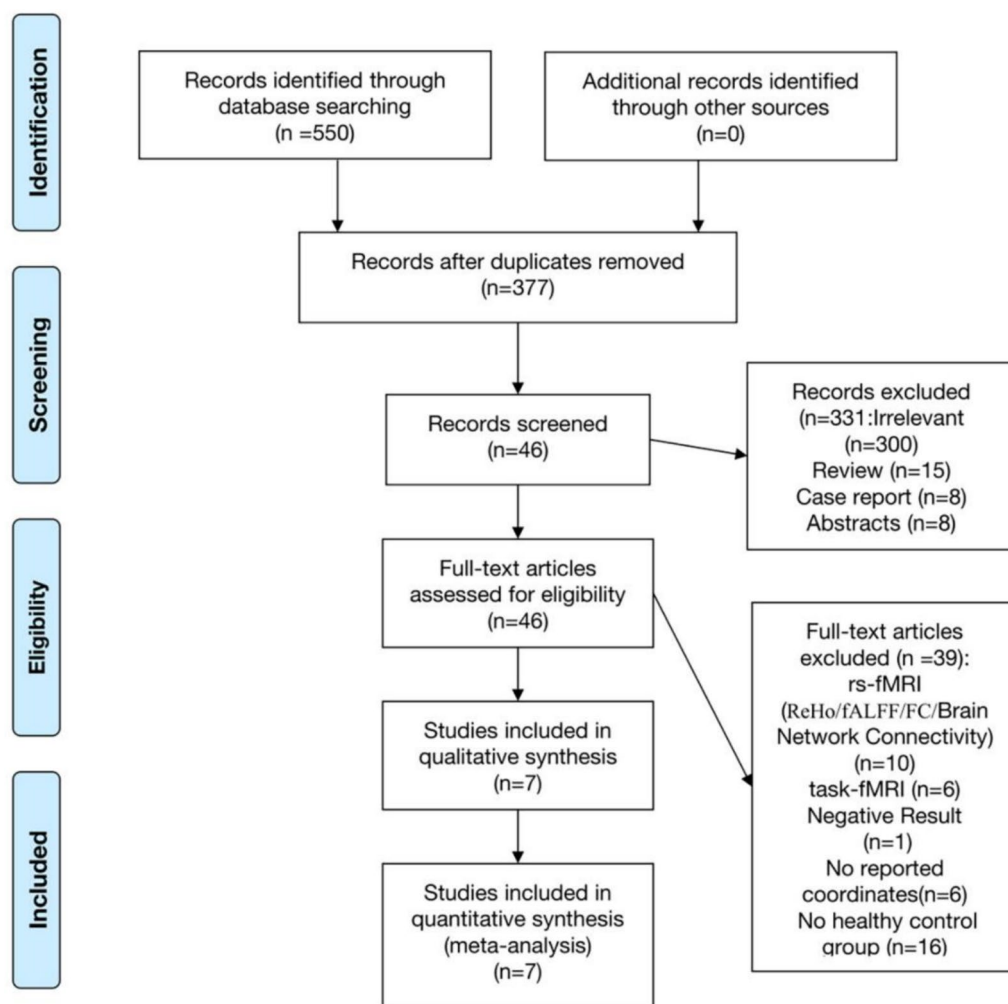 Identification
Records identified through
database searching
(n =550)
Additional records identified
through other sources
(n=0)
Records after duplicates removed
(n=377)
Screening
Records screened
(n=46)
Records excluded
(n=331:Irrelevant
(n=300)
Review (n=15)
Case report (n=8)
Abstracts (n=8)
Eligibility
Full-text articles
assessed for eligibility
(n=46)
Full-text articles
excluded (n =39):
rs-fMRI
(ReHo/fALFF/FC/Brain
Network Connectivity)
(n=10)
task-fMRI (n=6)
Negative Result
(n=1)
No reported
coordinates(n=6)
No healthy control
group (n=16)
Studies included in
qualitative synthesis
(n=7)
Included
Studies included in
quantitative synthesis
(meta-analysis)
(n=7)